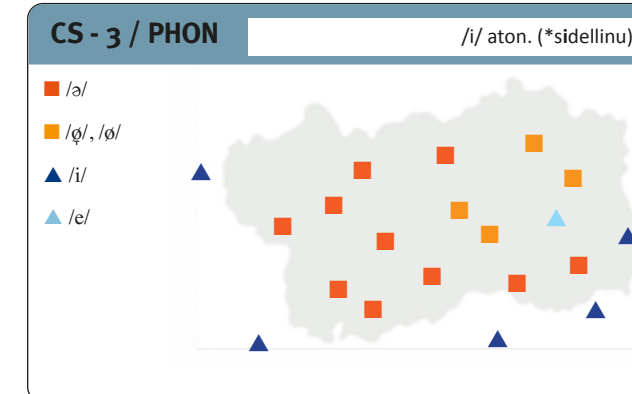 CS - 3 / PHON
/i/ aton. (*sidellinu)
/ə/
/ø̨/, /ø/
/i/
/e/